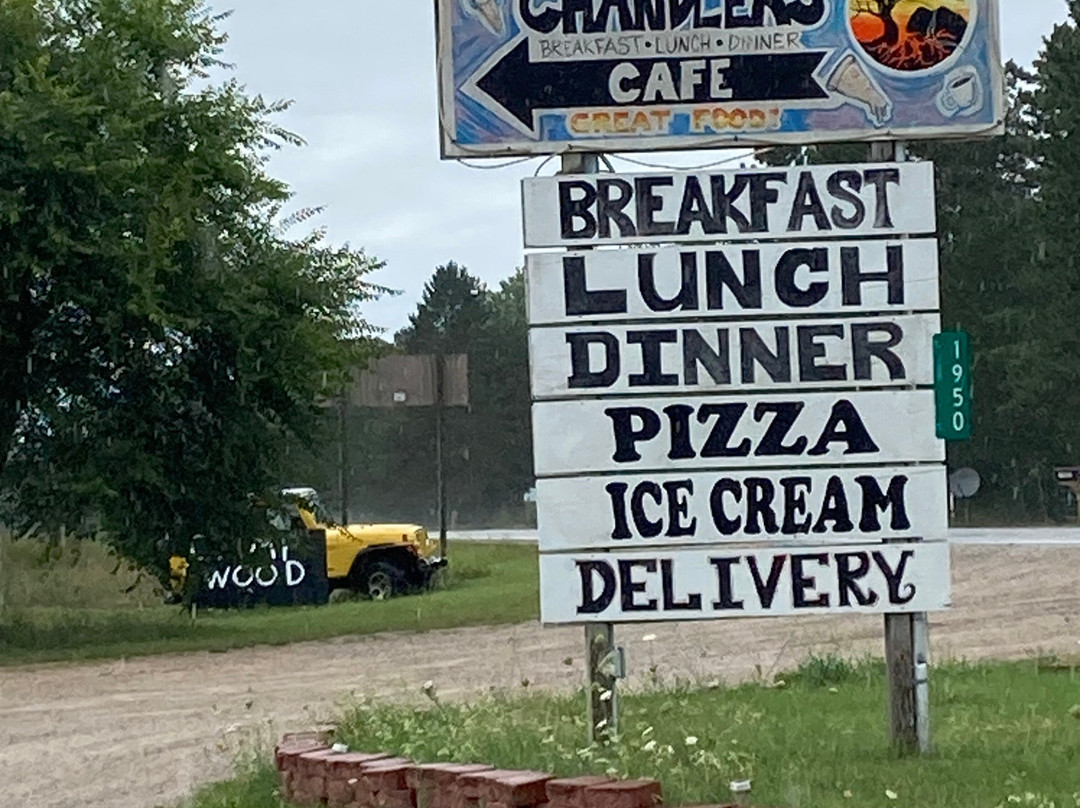 CHANDLERS
BREAKFAST • LUNCH • DINNER
CAFE
GREAT FOOD!
BREAKFAST
LUNCH
DINNER
PIZZA
ICE CREAM
DELIVERY
1950
WOOD